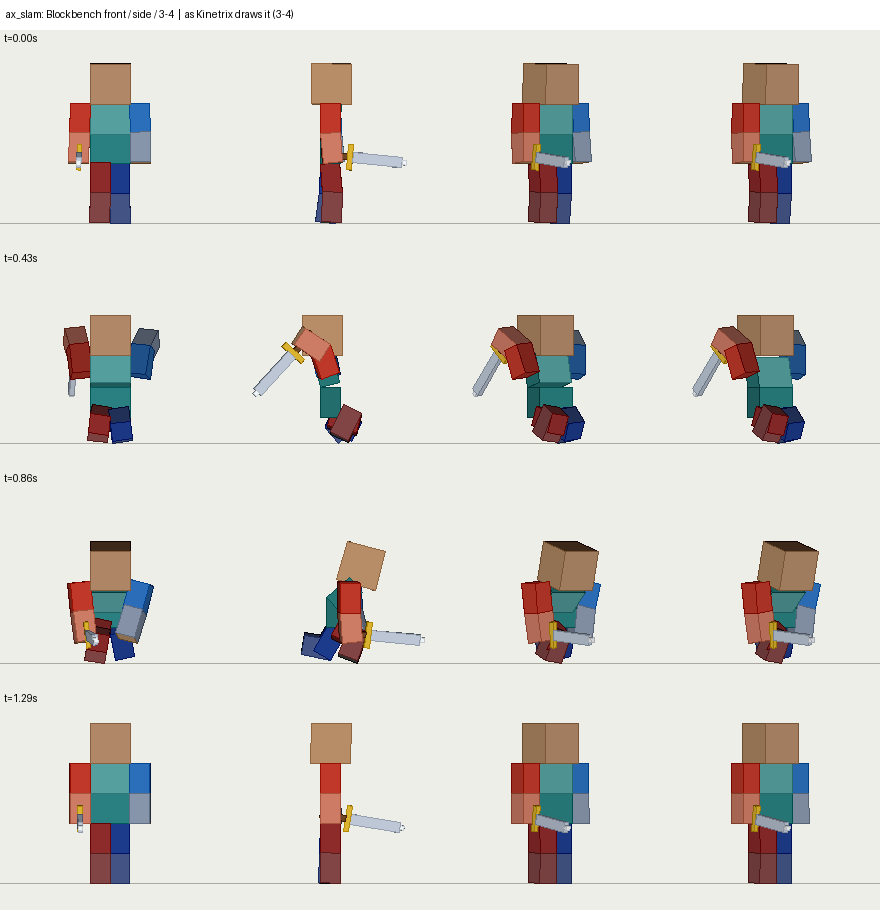 ax_slam: Blockbench front / side / 3-4 | as Kinetrix draws it (3-4)
t=0.00s
t=0.43s
t=0.86s
t=1.29s